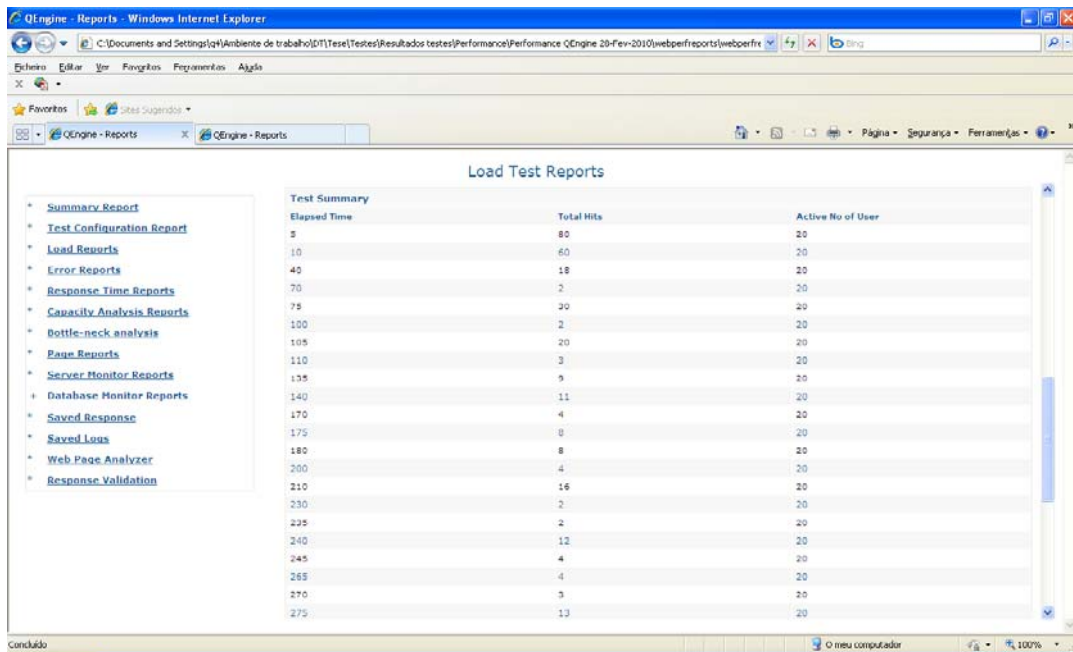 QEngine - Reports - Windows Internet Explorer
C:\Documents and Settings\q4\Ambiente de trabalho\DT\Tese\Testes\Resultados testes\Performance\Performance QEngine 28-Fev-2010\webperfreports\webperfre
Bing
Ficheiro Editar Ver Favoritos Ferramentas Ajuda
X
Favoritos Sites Sugeridos
QEngine - Reports X QEngine - Reports
Página Segurança Ferramentas
Load Test Reports
Summary Report
Test Configuration Report
Load Reports
Error Reports
Response Time Reports
Capacity Analysis Reports
Bottle-neck analysis
Page Reports
Server Monitor Reports
+ Database Monitor Reports
Saved Response
Saved Logs
Web Page Analyzer
Response Validation
Test Summary
Elapsed Time Total Hits Active No of User
5 80 20
10 60 20
40 18 20
70 2 20
75 30 20
100 2 20
105 20 20
110 3 20
135 9 20
140 11 20
170 4 20
175 8 20
180 8 20
200 4 20
210 16 20
230 2 20
235 2 20
240 12 20
245 4 20
265 4 20
270 3 20
275 13 20
Concluído
O meu computador
100%